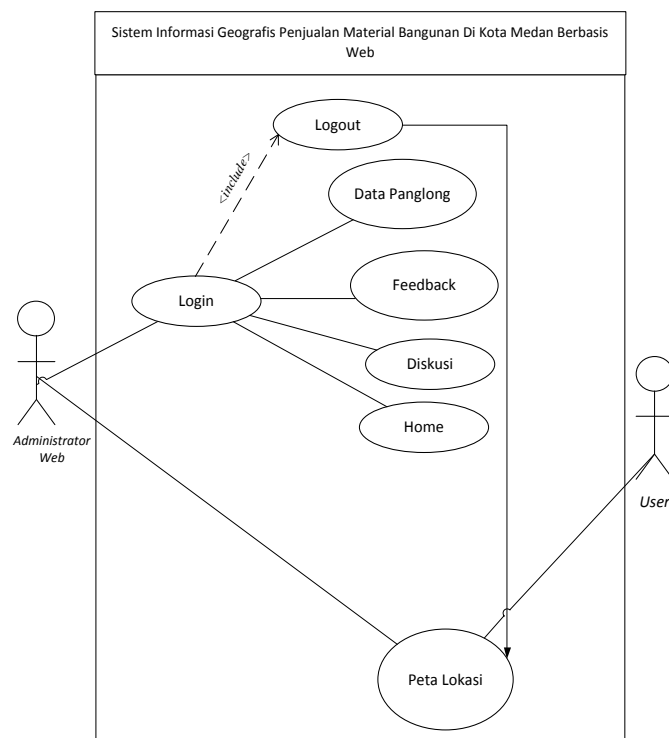 Sistem Informasi Geografis Penjualan Material Bangunan Di Kota Medan Berbasis
Web
Logout
<include>
Data Panglong
Feedback
Login
Diskusi
Home
Administrator
Web
User
Peta Lokasi